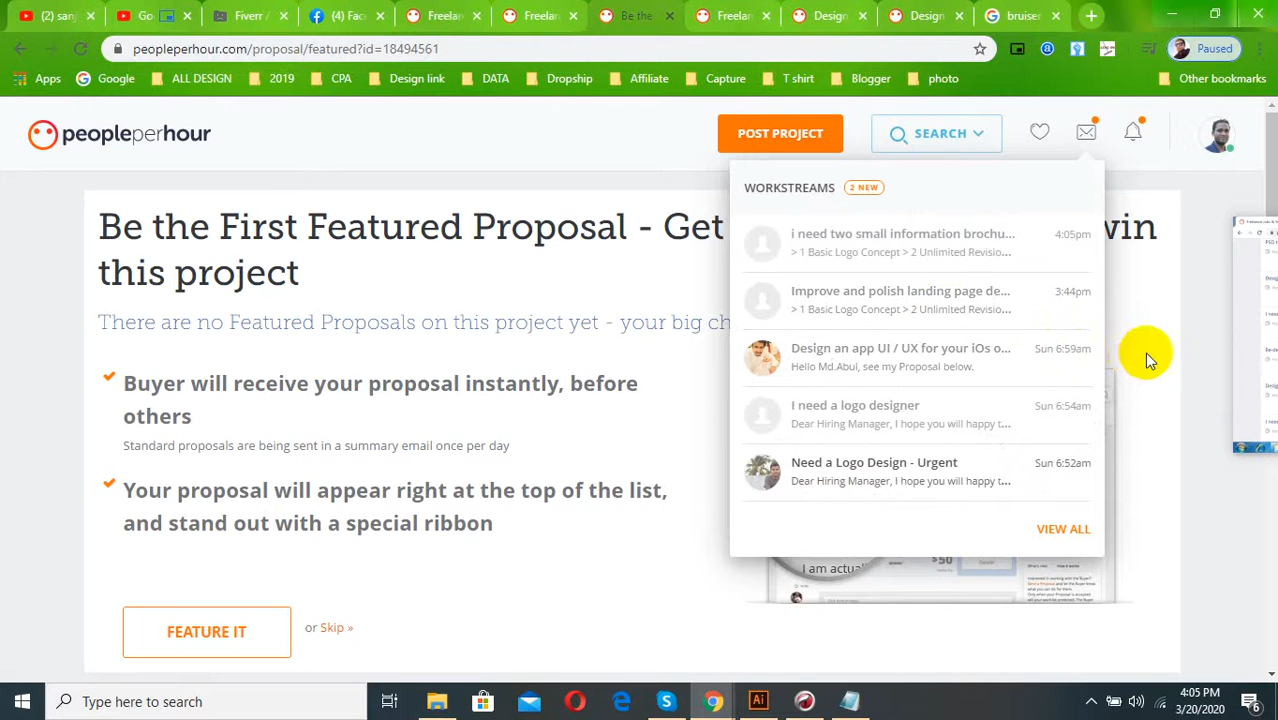 (2) sanj
Go
Fiverr /
(4) Face
Freelanc
Freelan
Be the
Freelan
Design
Design
bruiser
peopleperhour.com/proposal/featured?id=18494561
Paused
Apps
Google
ALL DESIGN
2019
CPA
Design link
DATA
Dropship
Affiliate
Capture
T shirt
Blogger
photo
Other bookmarks
peopleperhour
POST PROJECT
SEARCH
WORKSTREAMS 2 NEW
i need two small information brochu... 4:05pm
> 1 Basic Logo Concept > 2 Unlimited Revisio...
Improve and polish landing page de... 3:44pm
> 1 Basic Logo Concept > 2 Unlimited Revisio...
Design an app UI / UX for your iOs o... Sun 6:59am
Hello Md.Abul, see my Proposal below.
I need a logo designer Sun 6:54am
Dear Hiring Manager, I hope you will happy t...
Need a Logo Design - Urgent Sun 6:52am
Dear Hiring Manager, I hope you will happy t...
VIEW ALL
Be the First Featured Proposal - Get win
this project
There are no Featured Proposals on this project yet - your big ch
Buyer will receive your proposal instantly, before
others
Standard proposals are being sent in a summary email once per day
Your proposal will appear right at the top of the list,
and stand out with a special ribbon
I am actual
$50
FEATURE IT or Skip »
Type here to search
4:05 PM
3/20/2020
6